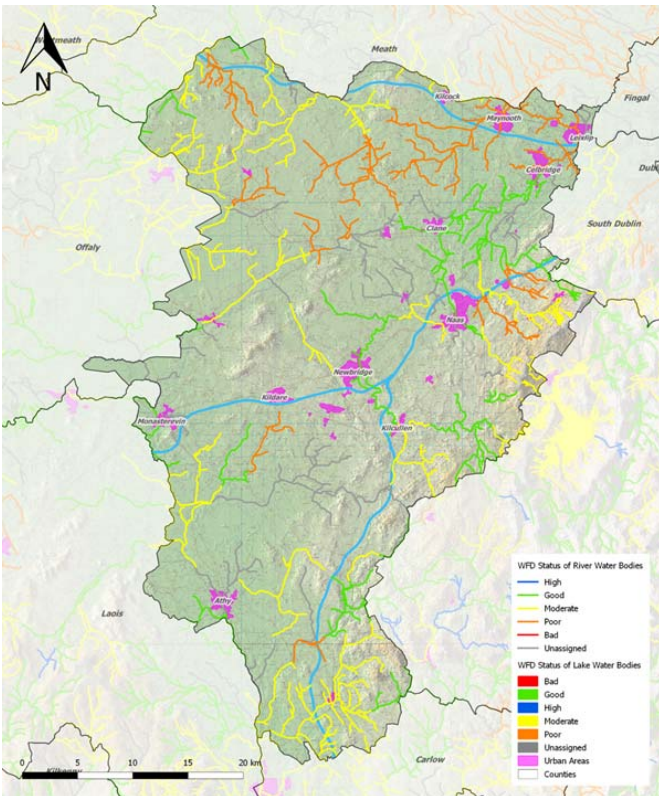 Westmeath
Meath
N
Kilcock
Maynooth
Fingal
Leixlip
Celbridge
Dub
Clane
South Dublin
Offaly
Naas
Newbridge
Kildare
Monasterevin
Kilcullen
WFD Status of River Water Bodies
High
Good
Moderate
Poor
Bad
Unassigned
Athy
Laois
WFD Status of Lake Water Bodies
Bad
Good
High
Moderate
Poor
Unassigned
Urban Areas
Counties
0 5 10 15 20 km
Kilkenny
Carlow